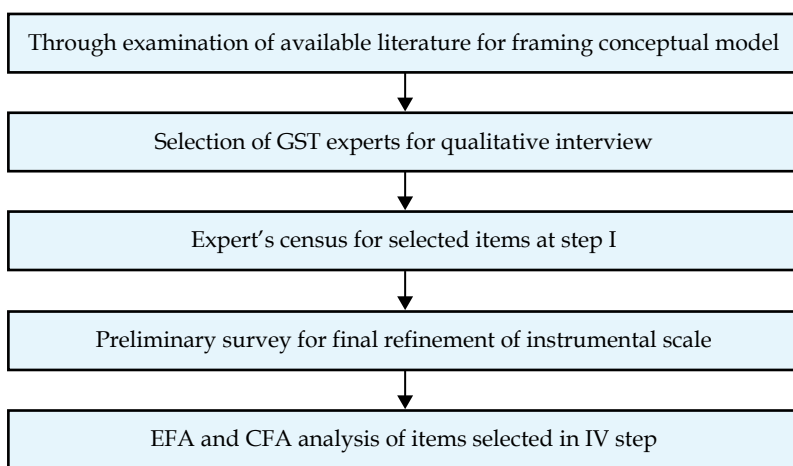 Through examination of available literature for framing conceptual model
Selection of GST experts for qualitative interview
Expert's census for selected items at step I
Preliminary survey for final refinement of instrumental scale
EFA and CFA analysis of items selected in IV step